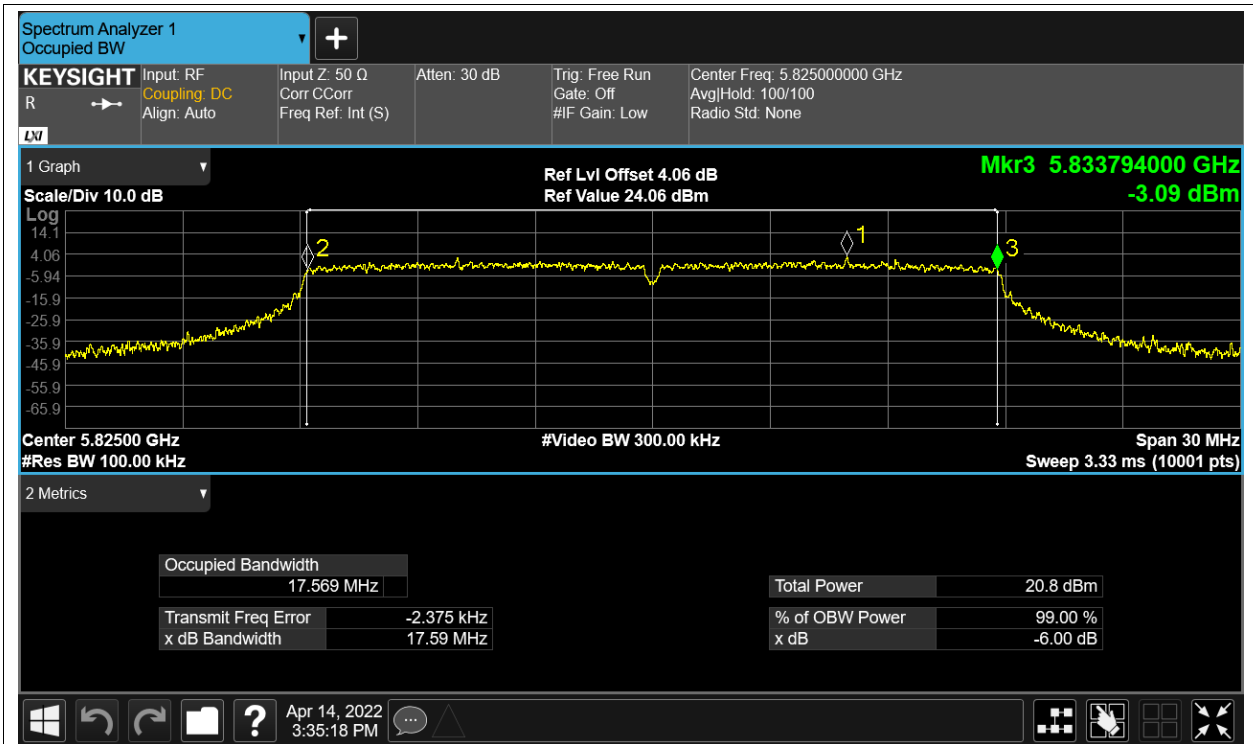 Spectrum Analyzer 1
Occupied BW
KEYSIGHT
R
LXI
Input: RF
Coupling: DC
Align: Auto
Input Z: 50 Ω
Corr CCorr
Freq Ref: Int (S)
Atten: 30 dB
Trig: Free Run
Gate: Off
#IF Gain: Low
Center Freq: 5.825000000 GHz
Avg|Hold: 100/100
Radio Std: None
1 Graph
Scale/Div 10.0 dB
Ref Lvl Offset 4.06 dB
Ref Value 24.06 dBm
Mkr3 5.833794000 GHz
-3.09 dBm
Log
14.1
4.06
-5.94
-15.9
-25.9
-35.9
-45.9
-55.9
-65.9
2
1
3
Center 5.82500 GHz
#Res BW 100.00 kHz
#Video BW 300.00 kHz
Span 30 MHz
Sweep 3.33 ms (10001 pts)
2 Metrics
Occupied Bandwidth
17.569 MHz
Transmit Freq Error -2.375 kHz
x dB Bandwidth 17.59 MHz
Total Power 20.8 dBm
% of OBW Power 99.00 %
x dB -6.00 dB
?
Apr 14, 2022
3:35:18 PM